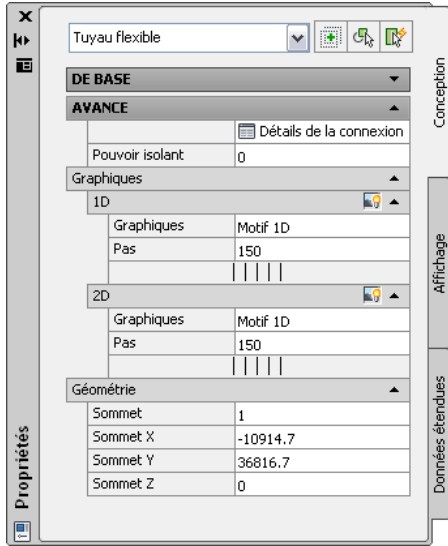 Tuyau flexible
DE BASE
AVANCE
Détails de la connexion
Pouvoir isolant 0
Graphiques
1D
Graphiques Motif 1D
Pas 150
2D
Graphiques Motif 1D
Pas 150
Géométrie
Sommet 1
Sommet X -10914.7
Sommet Y 36816.7
Sommet Z 0
Propriétés
Conception
Affichage
Données étendues